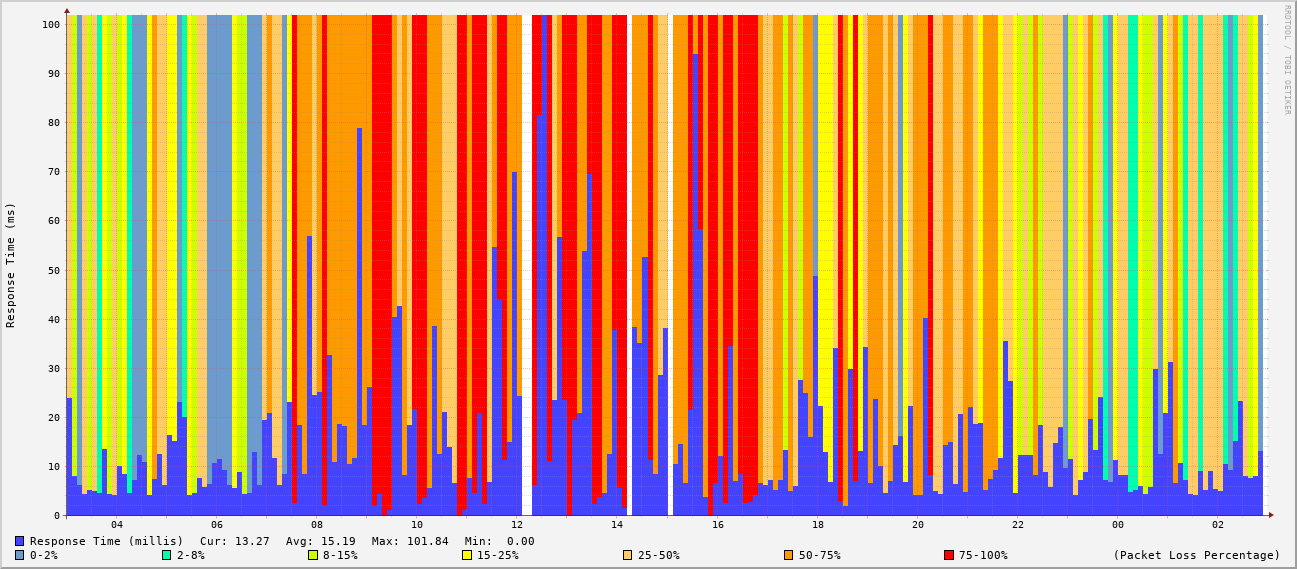 RRDTOOL / TOBI OETIKER
Response Time (ms)
100
90
80
70
60
50
40
30
20
10
0
04 06 08 10 12 14 16 18 20 22 00 02
Response Time (millis) Cur: 13.27 Avg: 15.19 Max: 101.84 Min: 0.00
0-2% 2-8% 8-15% 15-25% 25-50% 50-75% 75-100% (Packet Loss Percentage)